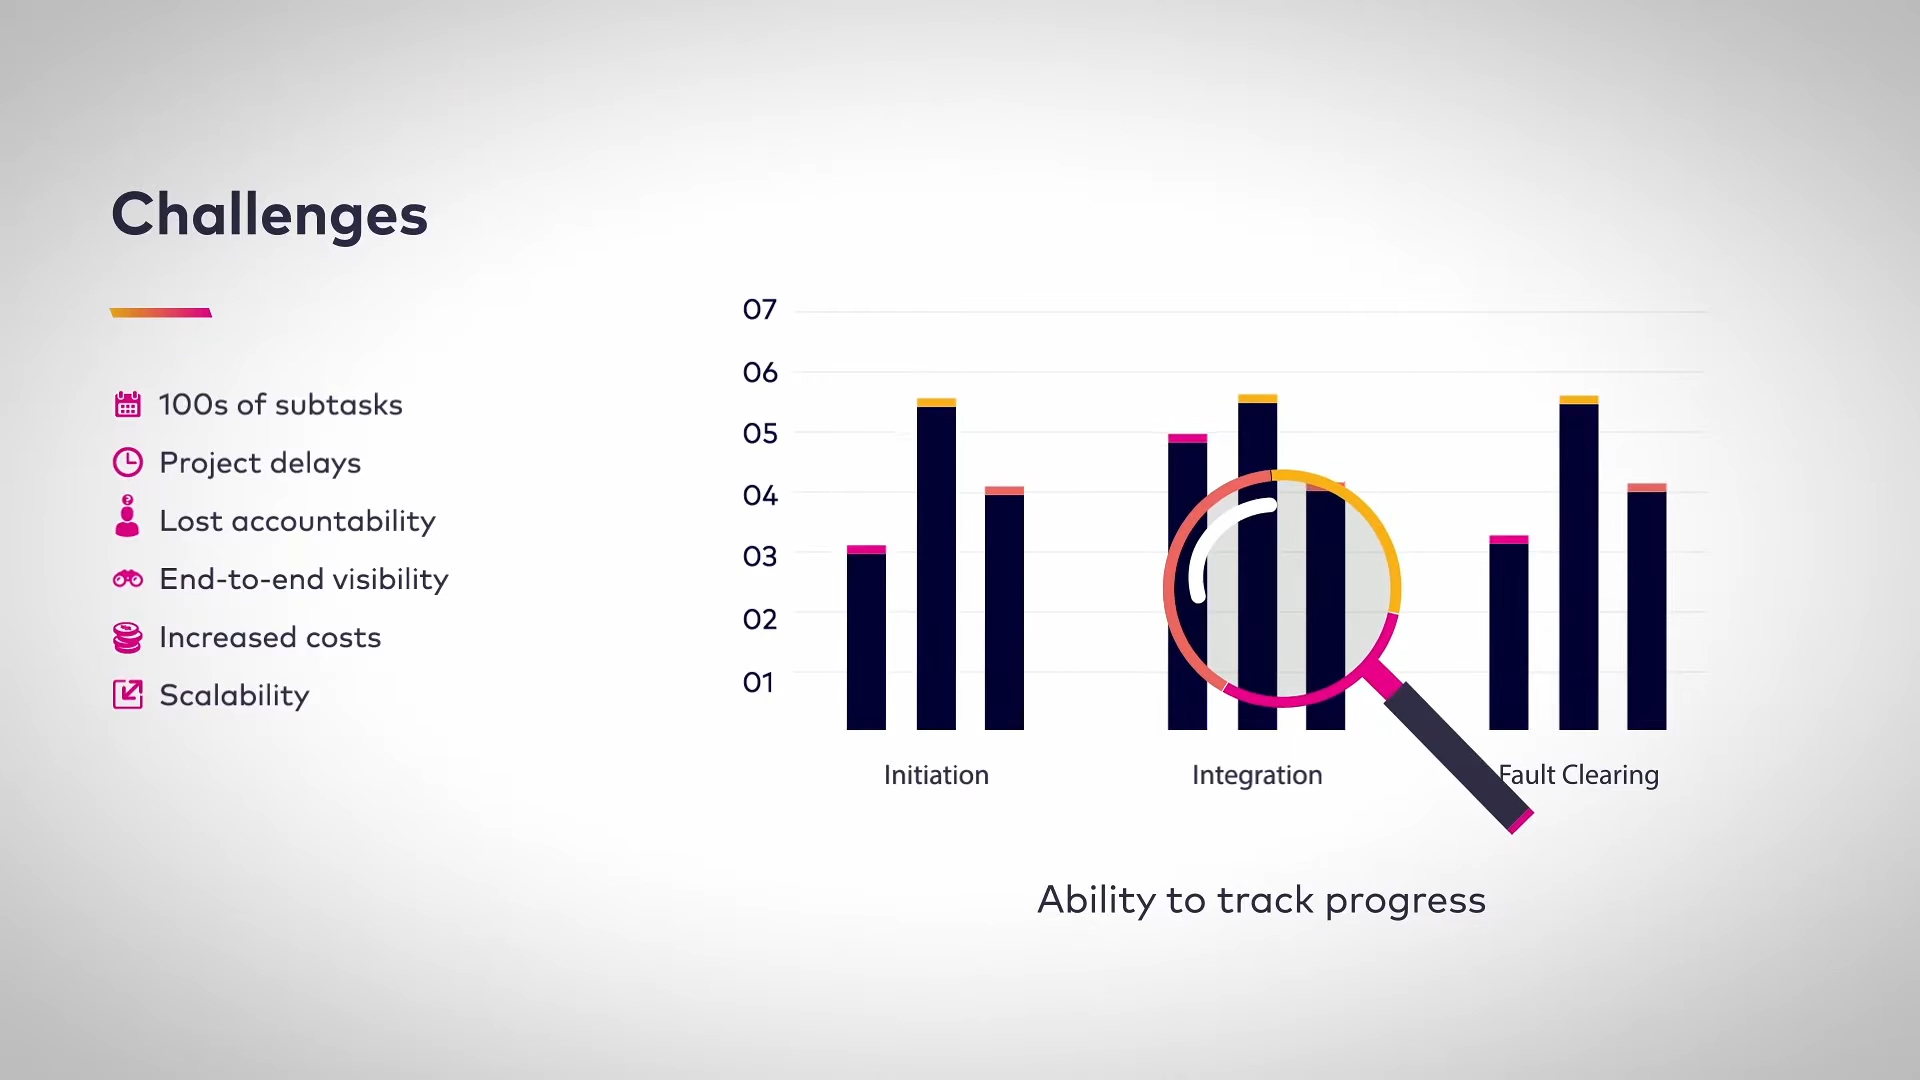 Challenges
100s of subtasks
Project delays
Lost accountability
End-to-end visibility
Increased costs
Scalability
07
06
05
04
03
02
01
Initiation
Integration
Fault Clearing
Ability to track progress